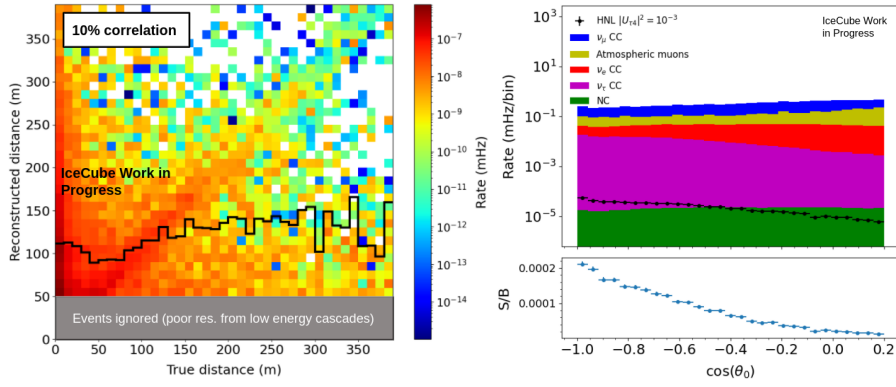 10% correlation
IceCube Work in
Progress
Events ignored (poor res. from low energy cascades)
Reconstructed distance (m)
350
300
250
200
150
100
50
0
0 50 100 150 200 250 300 350
True distance (m)
10⁻⁷
10⁻⁸
10⁻⁹
10⁻¹⁰
10⁻¹¹
10⁻¹²
10⁻¹³
10⁻¹⁴
Rate (mHz)
HNL |U_{τ4}|² = 10⁻³
ν_μ CC
Atmospheric muons
ν_e CC
ν_τ CC
NC
IceCube Work
in Progress
Rate (mHz/bin)
10³
10¹
10⁻¹
10⁻³
10⁻⁵
S/B
0.0002
0.0001
−1.0 −0.8 −0.6 −0.4 −0.2 0.0 0.2
cos(θ₀)